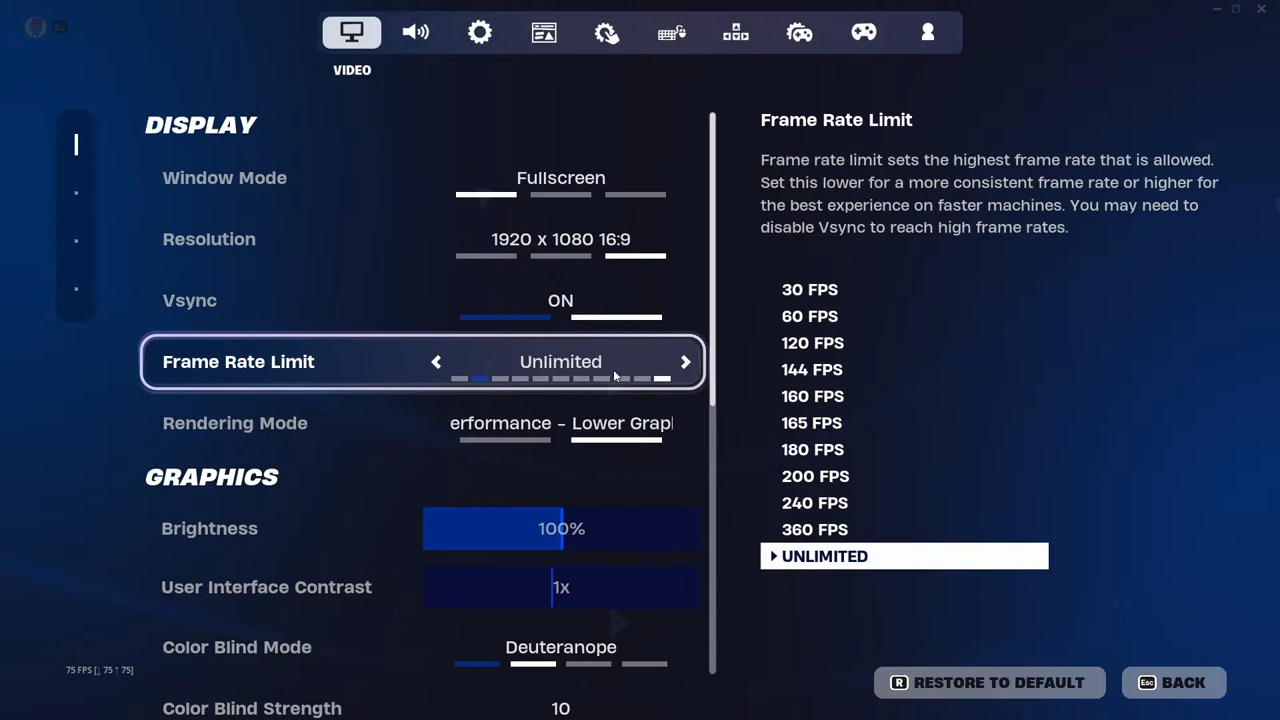 VIDEO
DISPLAY
Window Mode
Fullscreen
Resolution
1920 x 1080 16:9
Vsync
ON
Frame Rate Limit
Unlimited
Rendering Mode
erformance - Lower Grap
GRAPHICS
Brightness
100%
User Interface Contrast
1x
Color Blind Mode
Deuteranope
Color Blind Strength
10
75 FPS [↓ 75 ↑ 75]
Frame Rate Limit
Frame rate limit sets the highest frame rate that is allowed.
Set this lower for a more consistent frame rate or higher for
the best experience on faster machines. You may need to
disable Vsync to reach high frame rates.
30 FPS
60 FPS
120 FPS
144 FPS
160 FPS
165 FPS
180 FPS
200 FPS
240 FPS
360 FPS
UNLIMITED
R RESTORE TO DEFAULT
Esc BACK